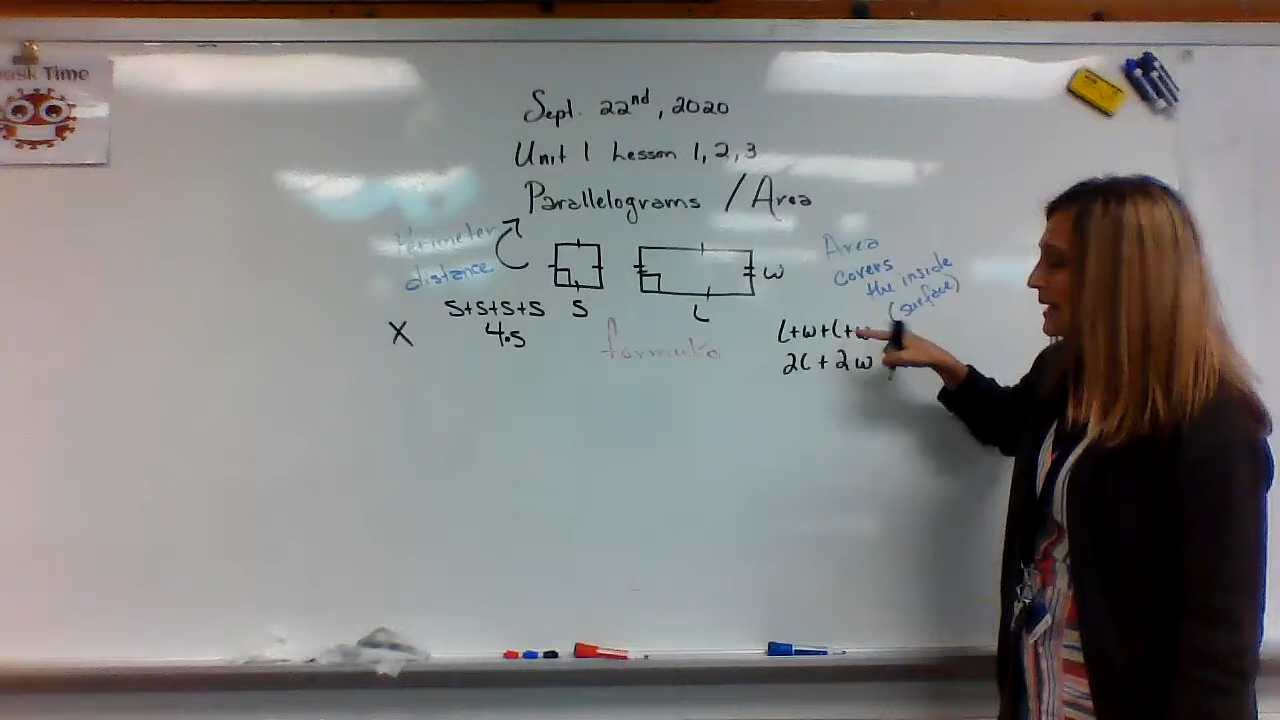 Mask Time
Sept. 22nd, 2020
Unit 1 Lesson 1, 2, 3
Parallelograms / Area
Perimeter
distance
W
Area
covers
the inside
(surface)
S+S+S+S
S
L
L+W+L+W
X
4·S
formula
2L + 2W